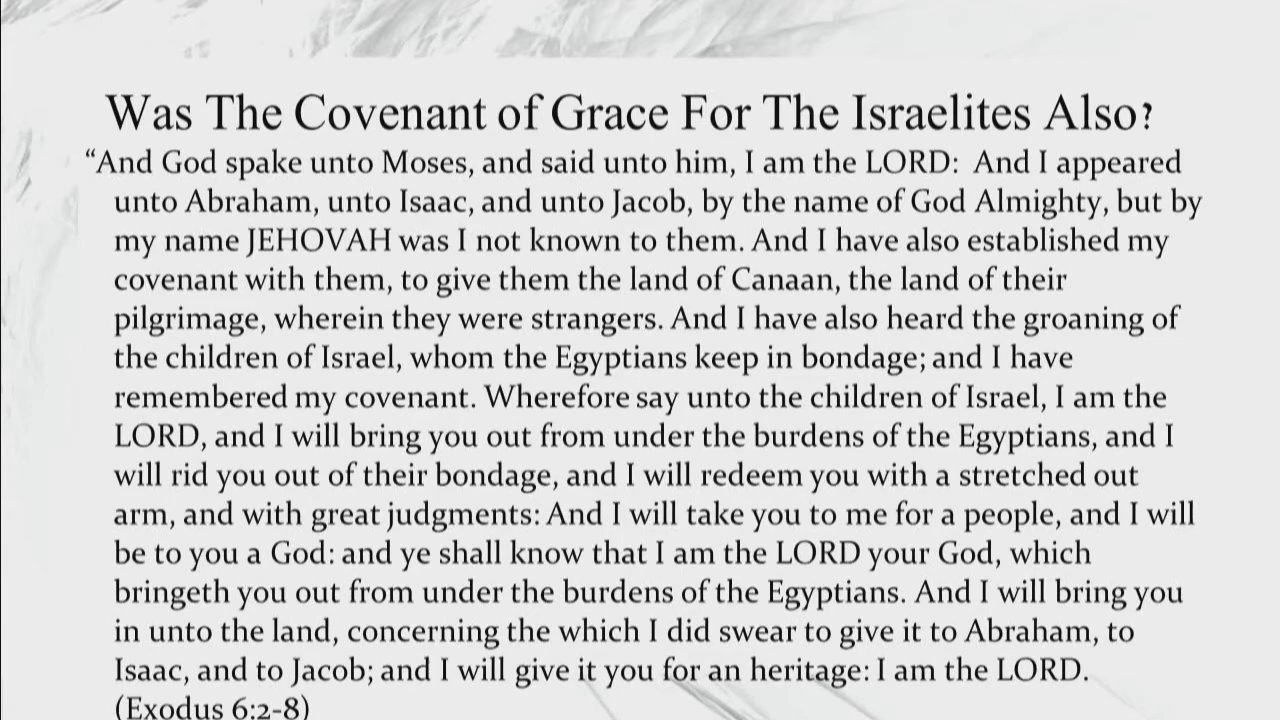 Was The Covenant of Grace For The Israelites Also?
“And God spake unto Moses, and said unto him, I am the LORD:  And I appeared
unto Abraham, unto Isaac, and unto Jacob, by the name of God Almighty, but by
my name JEHOVAH was I not known to them. And I have also established my
covenant with them, to give them the land of Canaan, the land of their
pilgrimage, wherein they were strangers. And I have also heard the groaning of
the children of Israel, whom the Egyptians keep in bondage; and I have
remembered my covenant. Wherefore say unto the children of Israel, I am the
LORD, and I will bring you out from under the burdens of the Egyptians, and I
will rid you out of their bondage, and I will redeem you with a stretched out
arm, and with great judgments: And I will take you to me for a people, and I will
be to you a God: and ye shall know that I am the LORD your God, which
bringeth you out from under the burdens of the Egyptians. And I will bring you
in unto the land, concerning the which I did swear to give it to Abraham, to
Isaac, and to Jacob; and I will give it you for an heritage: I am the LORD.
(Exodus 6:2-8)